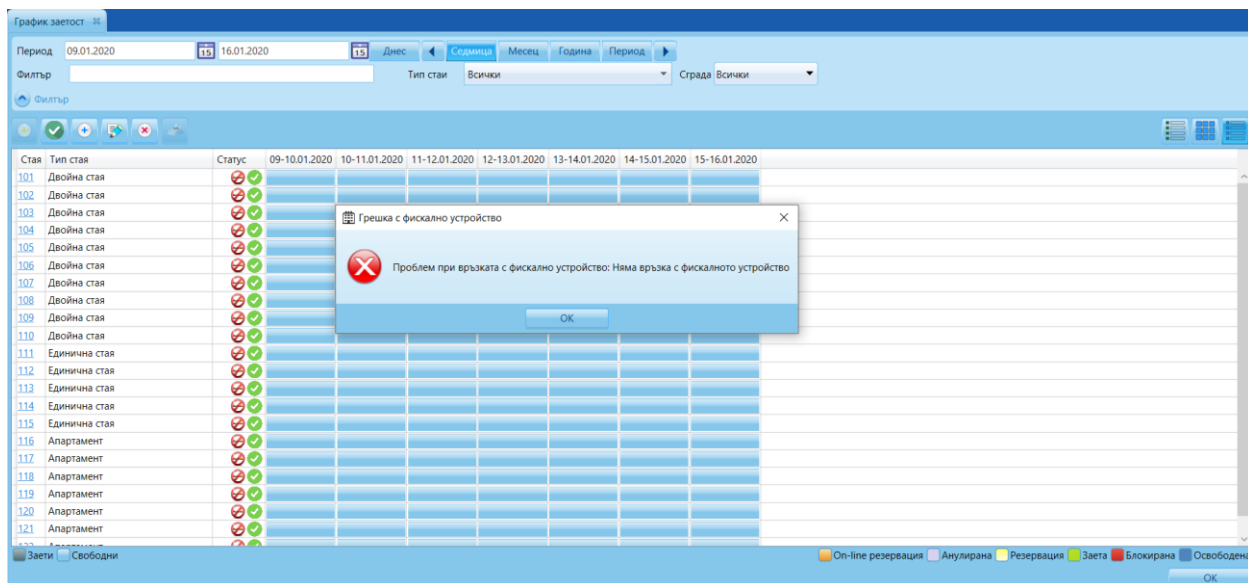 График заетост
Период 09.01.2020 15 16.01.2020 15 Днес Седмица Месец Година Период
Филтър Тип стаи Всички Сграда Всички
Филтър
Стая Тип стая Статус 09-10.01.2020 10-11.01.2020 11-12.01.2020 12-13.01.2020 13-14.01.2020 14-15.01.2020 15-16.01.2020
101 Двойна стая
102 Двойна стая
103 Двойна стая
104 Двойна стая
105 Двойна стая
106 Двойна стая
107 Двойна стая
108 Двойна стая
109 Двойна стая
110 Двойна стая
111 Единична стая
112 Единична стая
113 Единична стая
114 Единична стая
115 Единична стая
116 Апартамент
117 Апартамент
118 Апартамент
119 Апартамент
120 Апартамент
121 Апартамент
Грешка с фискално устройство
Проблем при връзката с фискално устройство: Няма връзка с фискалното устройство
OK
Заети Свободни On-line резервация Анулирана Резервация Заета Блокирана Освободена
OK